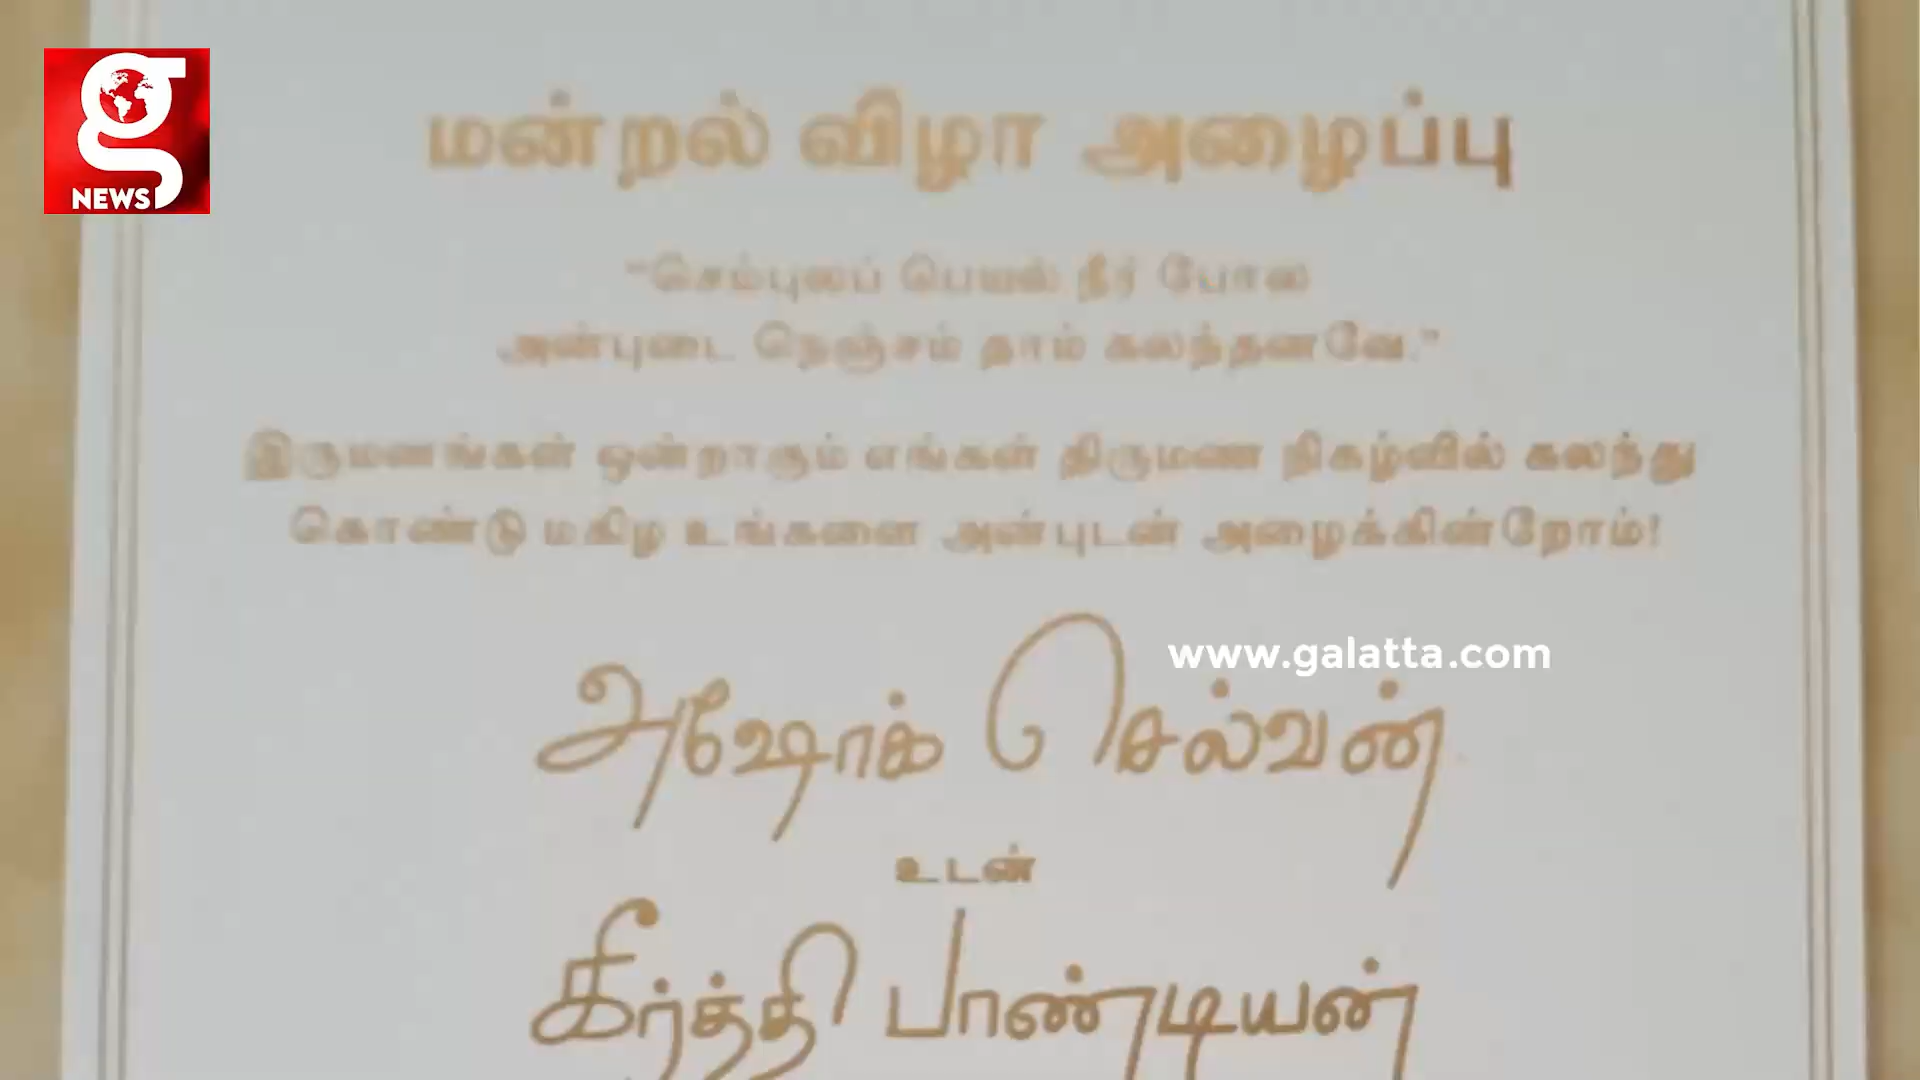 NEWS
மன்றல் விழா அழைப்பு
"செம்புலப் பெயல் நீர் போல
அன்புடை நெஞ்சம் தாம் கலந்தனவே."
இருமனங்கள் ஒன்றாகும் எங்கள் திருமண நிகழ்வில் கலந்து
கொண்டு மகிழ உங்களை அன்புடன் அழைக்கின்றோம்!
www.galatta.com
அஷோக் செல்வன்
உடன்
கீர்த்தி பாண்டியன்